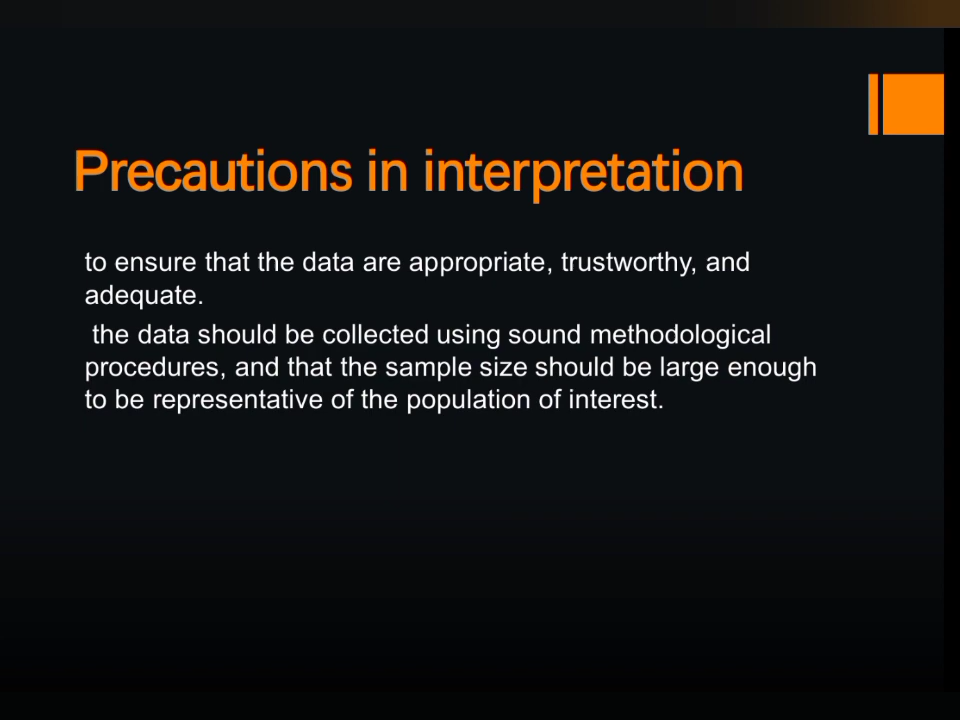 Precautions in interpretation
to ensure that the data are appropriate, trustworthy, and
adequate.
the data should be collected using sound methodological
procedures, and that the sample size should be large enough
to be representative of the population of interest.